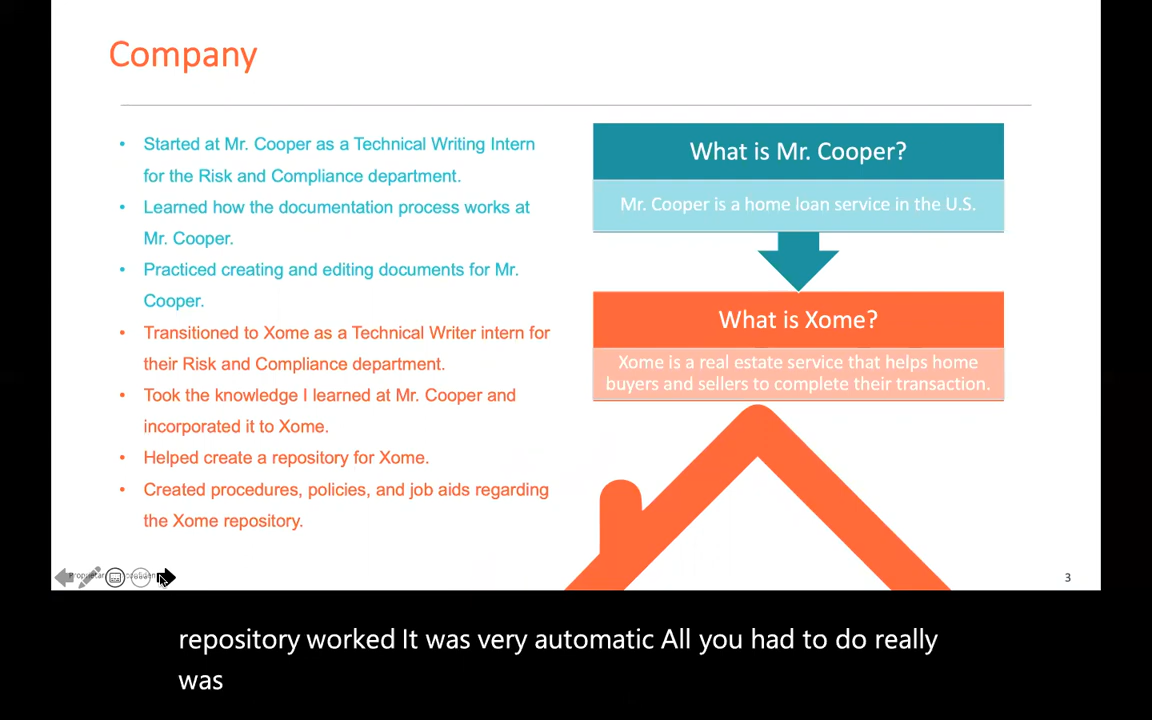 Company
• Started at Mr. Cooper as a Technical Writing Intern
for the Risk and Compliance department.
• Learned how the documentation process works at
Mr. Cooper.
• Practiced creating and editing documents for Mr.
Cooper.
• Transitioned to Xome as a Technical Writer intern for
their Risk and Compliance department.
• Took the knowledge I learned at Mr. Cooper and
incorporated it to Xome.
• Helped create a repository for Xome.
• Created procedures, policies, and job aids regarding
the Xome repository.
What is Mr. Cooper?
Mr. Cooper is a home loan service in the U.S.
What is Xome?
Xome is a real estate service that helps home
buyers and sellers to complete their transaction.
3
repository worked It was very automatic All you had to do really
was